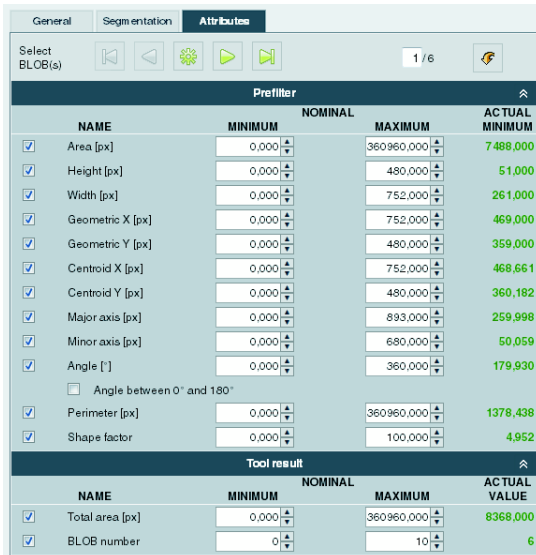 General Segmentation Attributes
Select BLOB(s) 1 /6
Prefilter
NOMINAL ACTUAL
NAME MINIMUM MAXIMUM MINIMUM
Area [px] 0,000 360960,000 7488,000
Height [px] 0,000 480,000 51,000
Width [px] 0,000 752,000 261,000
Geometric X [px] 0,000 752,000 469,000
Geometric Y [px] 0,000 480,000 359,000
Centroid X [px] 0,000 752,000 468,661
Centroid Y [px] 0,000 480,000 360,182
Major axis [px] 0,000 893,000 259,998
Minor axis [px] 0,000 680,000 50,059
Angle [°] 0,000 360,000 179,930
Angle between 0° and 180°
Perimeter [px] 0,000 360960,000 1378,438
Shape factor 0,000 100,000 4,952
Tool result
NOMINAL ACTUAL
NAME MINIMUM MAXIMUM VALUE
Total area [px] 0,000 360960,000 8368,000
BLOB number 0 10 6